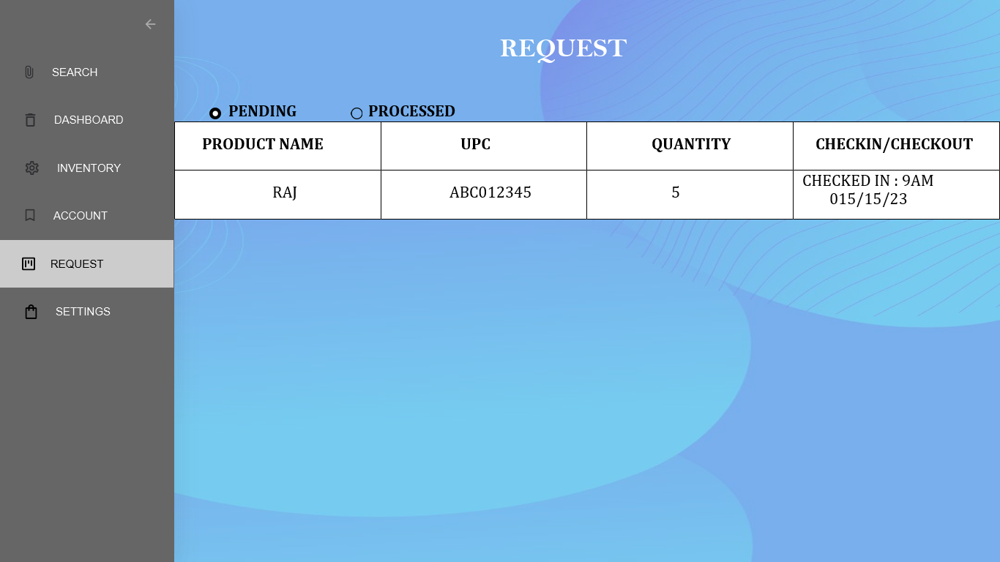 SEARCH
DASHBOARD
INVENTORY
ACCOUNT
REQUEST
SETTINGS
REQUEST
PENDING PROCESSED
PRODUCT NAME UPC QUANTITY CHECKIN/CHECKOUT
RAJ ABC012345 5 CHECKED IN : 9AM
015/15/23